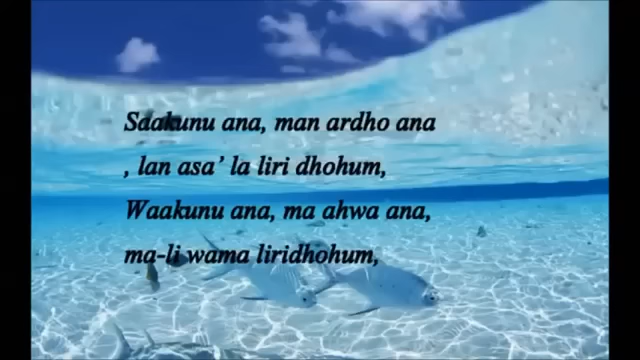 Saakunu ana, man ardho ana
, lan asa’ la liri dhohum,
Waakunu ana, ma ahwa ana,
ma-li wama liridhohum,